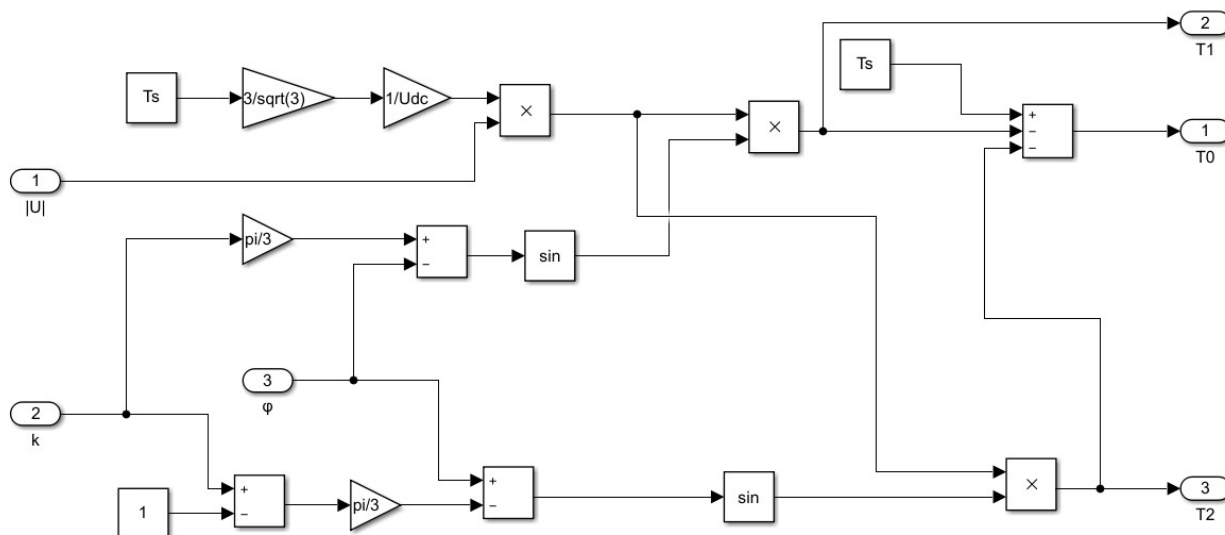 2
T1
Ts
Ts
3/sqrt(3)
1/Udc
×
×
+
−
−
1
T0
1
|U|
pi/3
+
−
sin
3
φ
2
k
+
−
1
pi/3
+
−
sin
×
3
T2